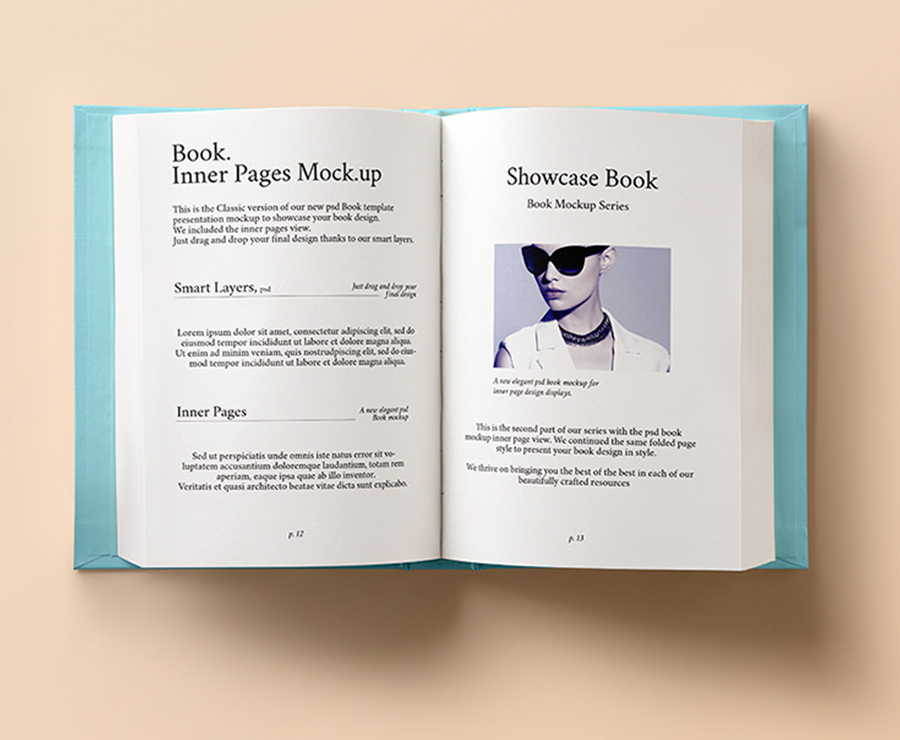 Book.
Inner Pages Mock.up
This is the Classic version of our new psd Book template
presentation mockup to showcase your book design.
We included the inner pages view.
Just drag and drop your final design thanks to our smart layers.
Smart Layers, psd
Just drag and drop your
final design
Lorem ipsum dolor sit amet, consectetur adipiscing elit, sed do
eiusmod tempor incididunt ut labore et dolore magna aliqua.
Ut enim ad minim veniam, quis nostrudpiscing elit, sed do eius-
mod tempor incididunt ut labore et dolore magna aliqua.
Inner Pages
A new elegant psd
Book mockup
Sed ut perspiciatis unde omnis iste natus error sit vo-
luptatem accusantium doloremque laudantium, totam rem
aperiam, eaque ipsa quae ab illo inventor.
Veritatis et quasi architecto beatae vitae dicta sunt explicabo.
p. 12
Showcase Book
Book Mockup Series
A new elegant psd book mockup for
inner page design displays.
This is the second part of our series with the psd book
mockup inner page view. We continued the same folded page
style to present your book design in style.
We thrive on bringing you the best of the best in each of our
beautifully crafted resources
p. 13